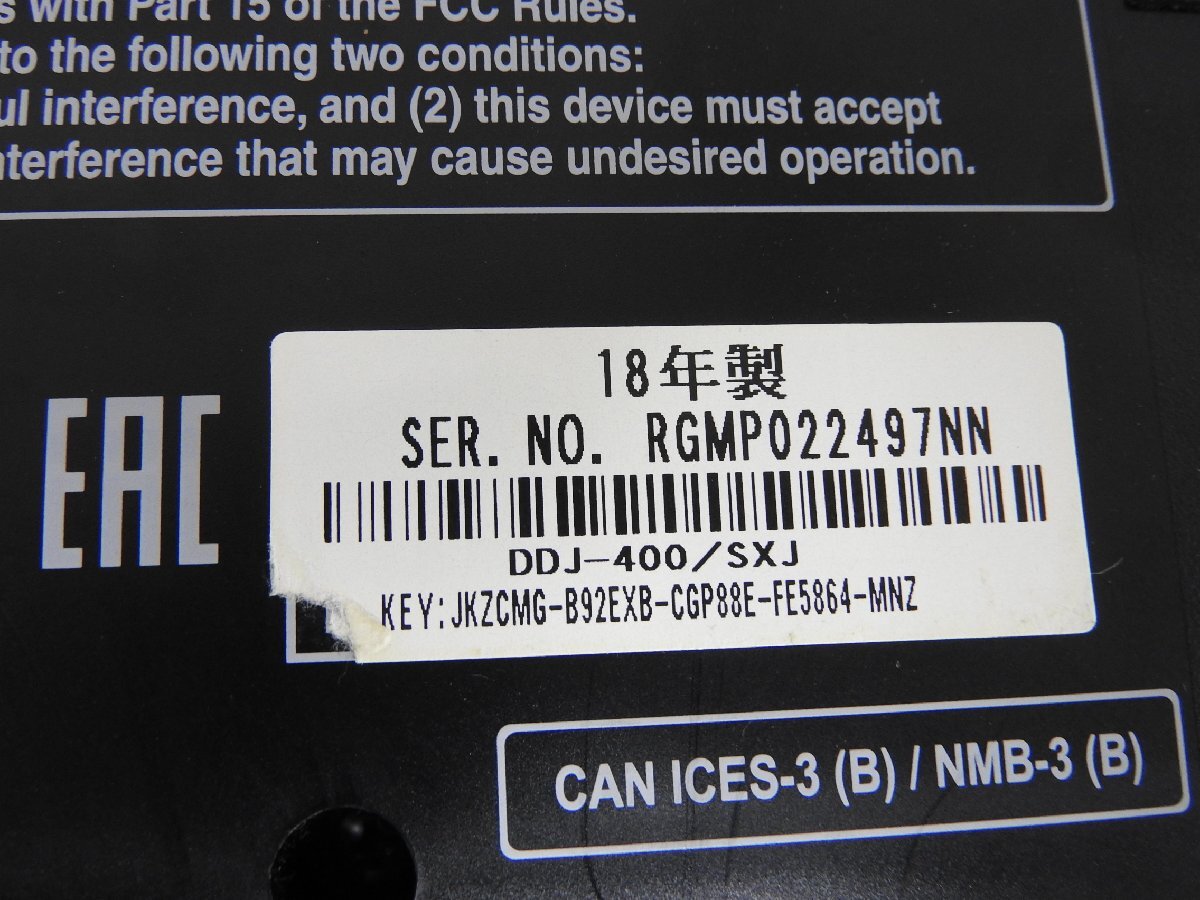 s with Part 15 of the FCC Rules.
to the following two conditions:
ul interference, and (2) this device must accept
nterference that may cause undesired operation.
EAC
18年製
SER. NO. RGMP022497NN
DDJ-400/SXJ
KEY:JKZCMG-B92EXB-CGP88E-FE5864-MNZ
CAN ICES-3 (B) / NMB-3 (B)